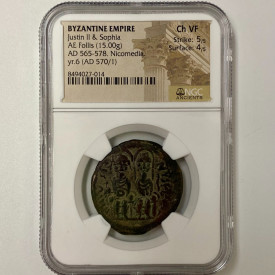 BYZANTINE EMPIRE
Justin II & Sophia
AE Follis (15.00g)
AD 565-578. Nicomedia,
yr.6 (AD 570/1)
8494027-014
Ch VF
Strike: 5/5
Surface: 4/5
NGC
ANCIENTS